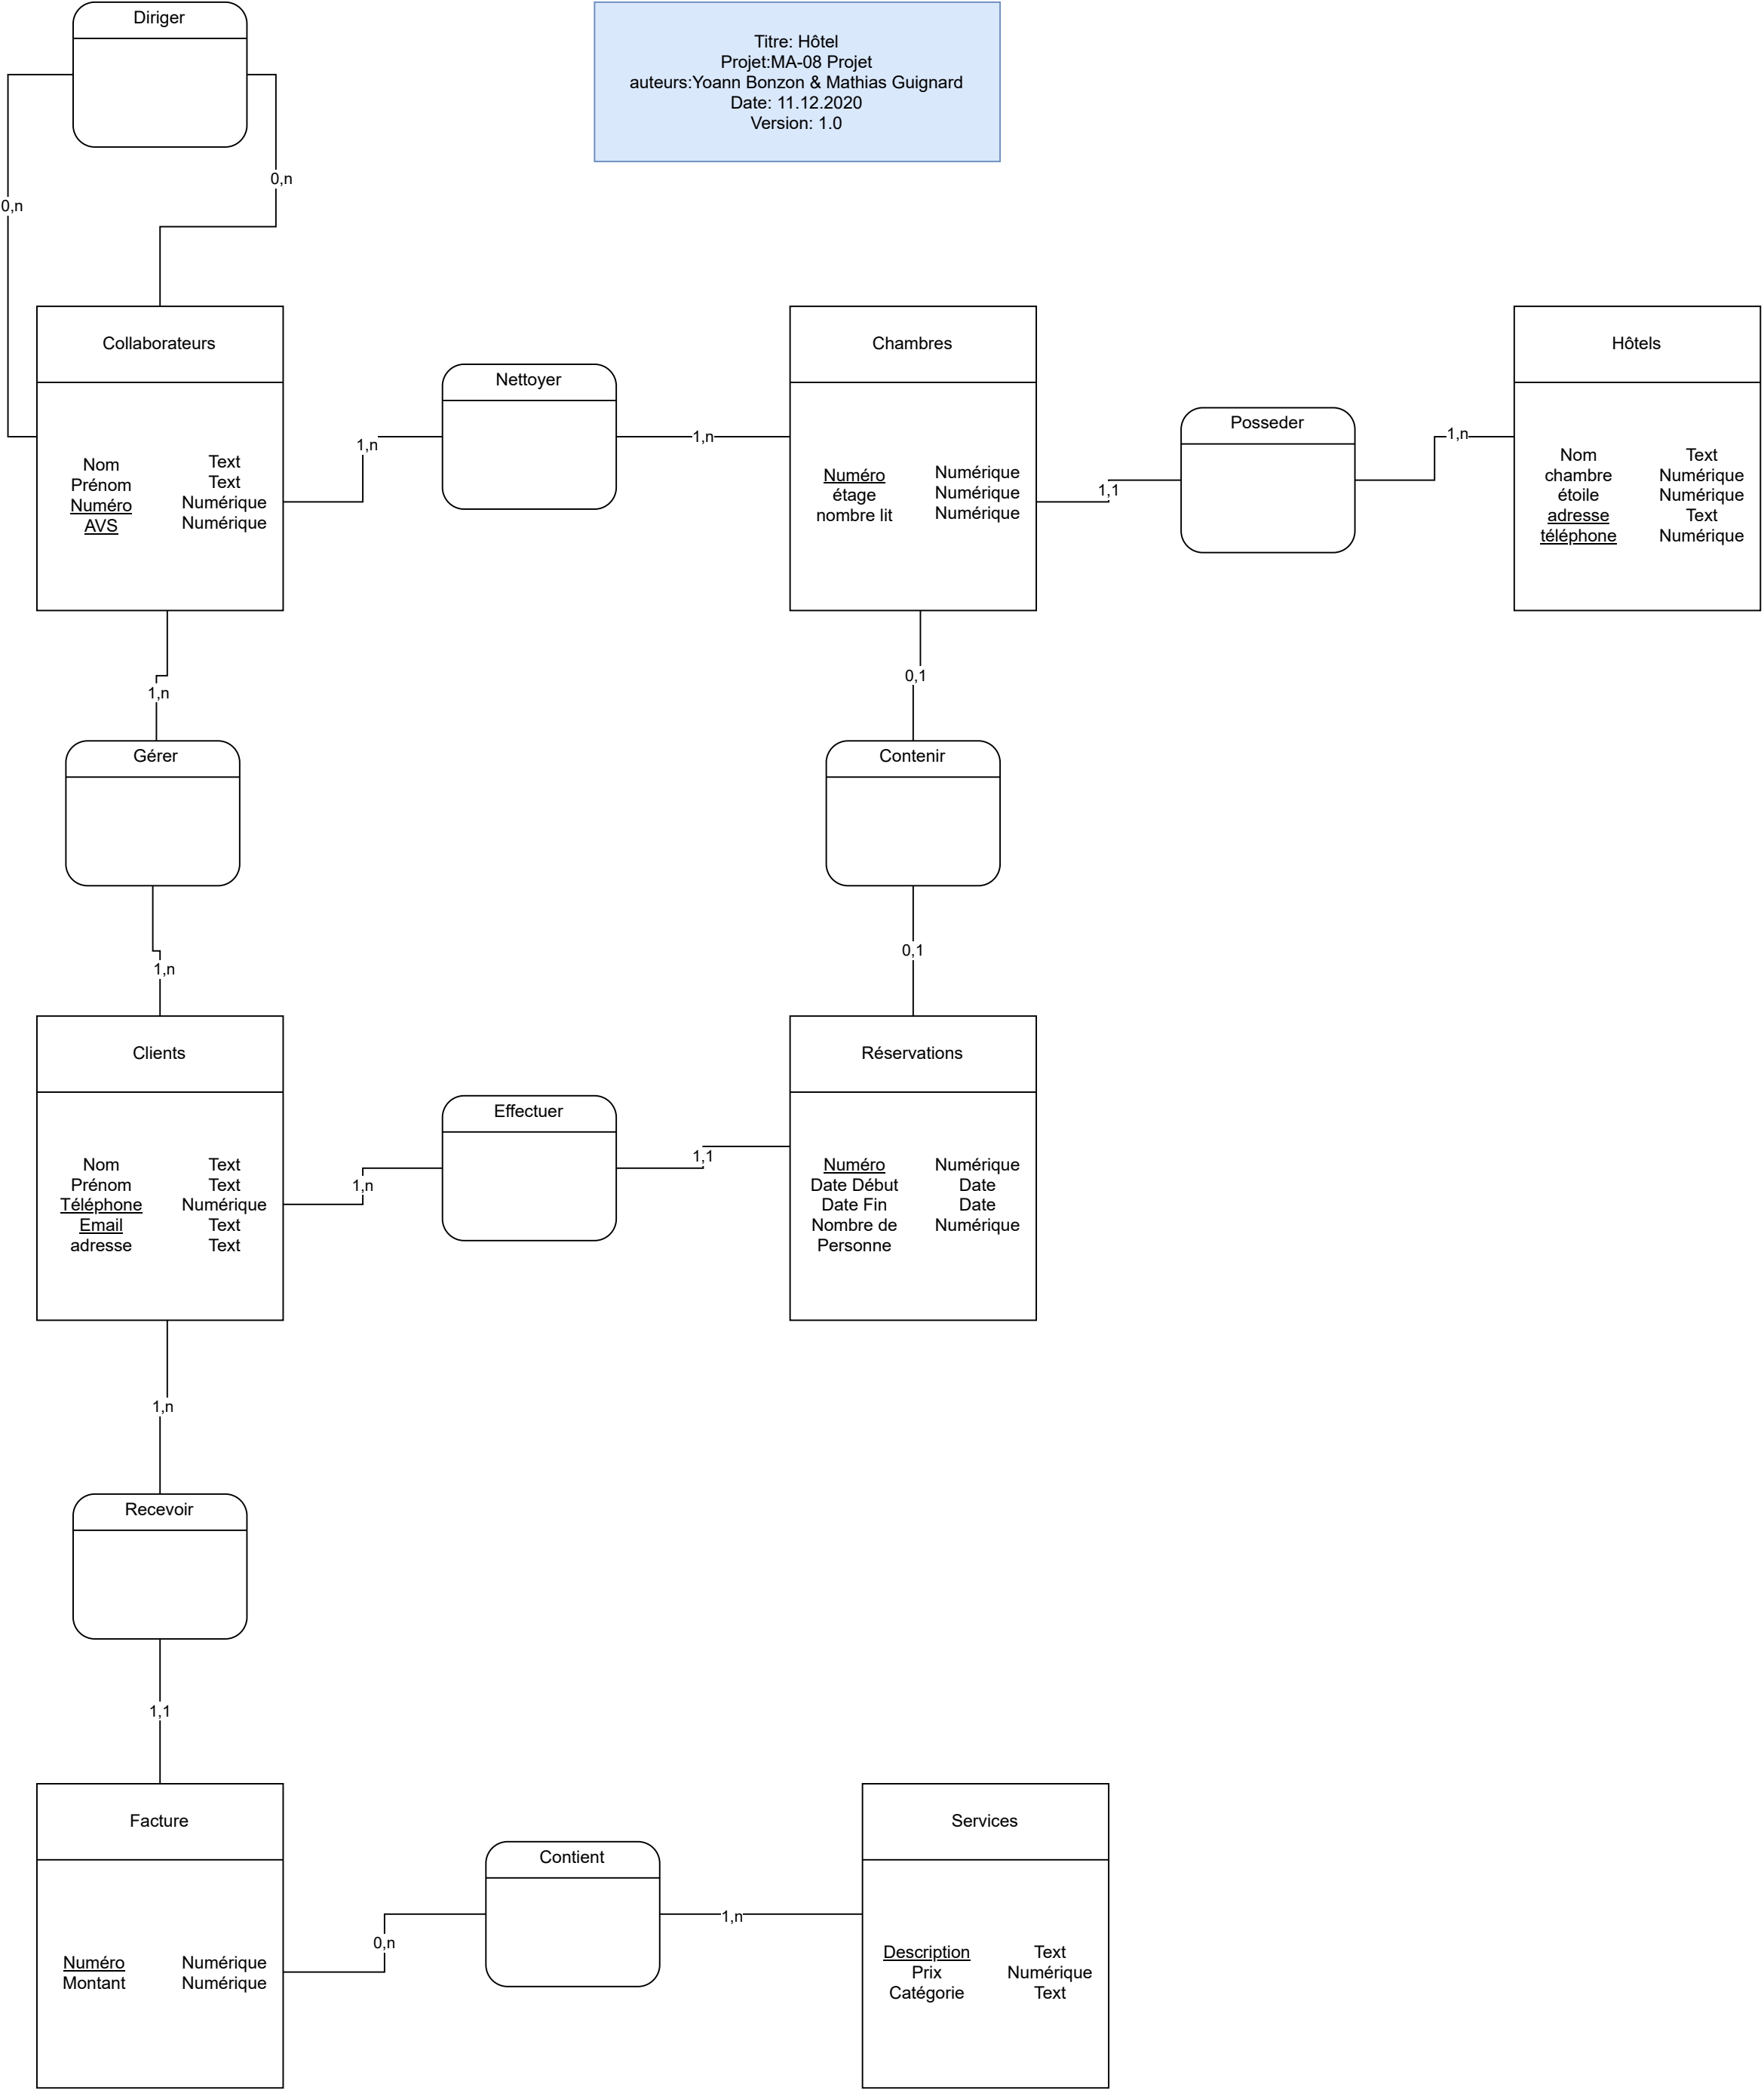 Diriger
Titre: Hôtel
Projet:MA-08 Projet
auteurs:Yoann Bonzon & Mathias Guignard
Date: 11.12.2020
Version: 1.0
0,n
0,n
Collaborateurs
Nom Text
Prénom Text
Numéro Numérique
AVS Numérique
1,n
Nettoyer
1,n
Chambres
Numéro Numérique
étage Numérique
nombre lit Numérique
1,1
Posseder
1,n
Hôtels
Nom Text
chambre Numérique
étoile Numérique
adresse Text
téléphone Numérique
1,n
0,1
Gérer
Contenir
1,n
0,1
Clients
Nom Text
Prénom Text
Téléphone Numérique
Email Text
adresse Text
1,n
Effectuer
1,1
Réservations
Numéro Numérique
Date Début Date
Date Fin Date
Nombre de Numérique
Personne
1,n
Recevoir
1,1
Facture
Numéro Numérique
Montant Numérique
0,n
Contient
1,n
Services
Description Text
Prix Numérique
Catégorie Text